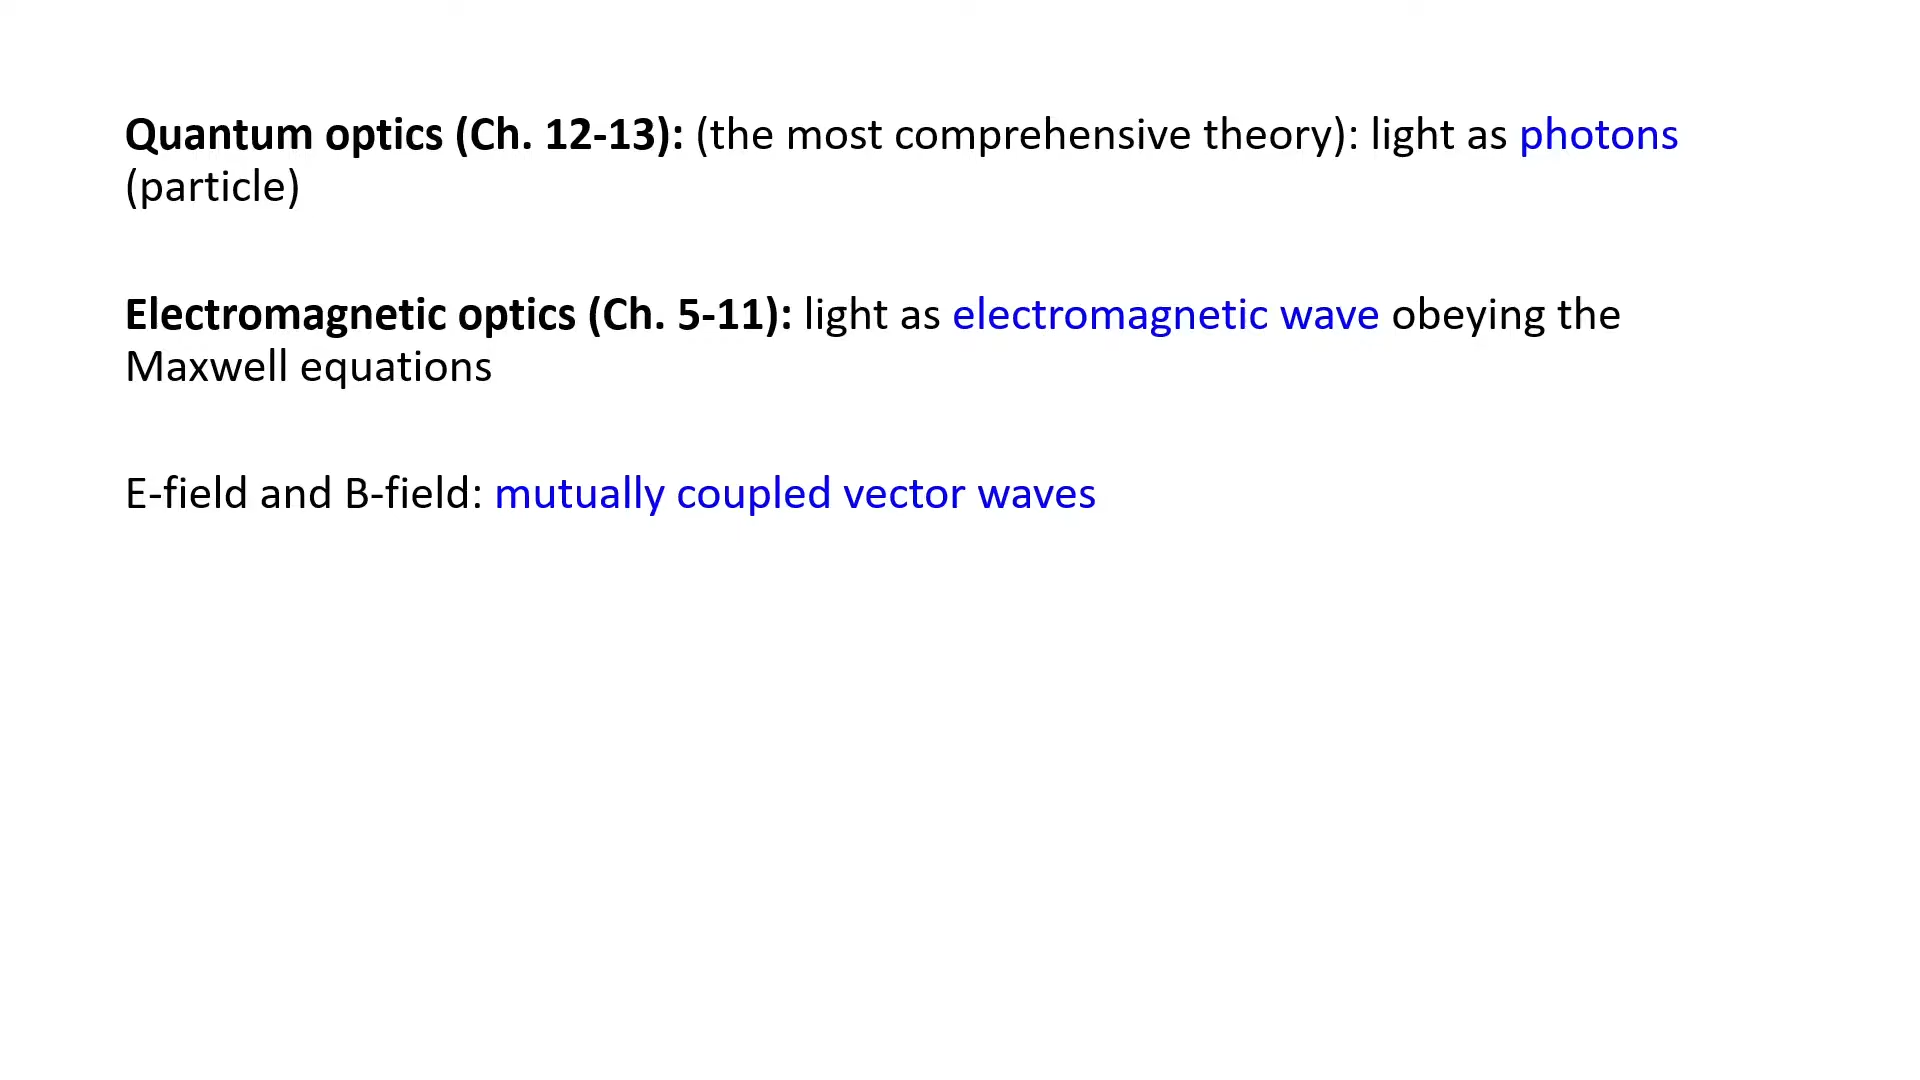 Quantum optics (Ch. 12-13): (the most comprehensive theory): light as photons
(particle)
Electromagnetic optics (Ch. 5-11): light as electromagnetic wave obeying the
Maxwell equations
E-field and B-field: mutually coupled vector waves